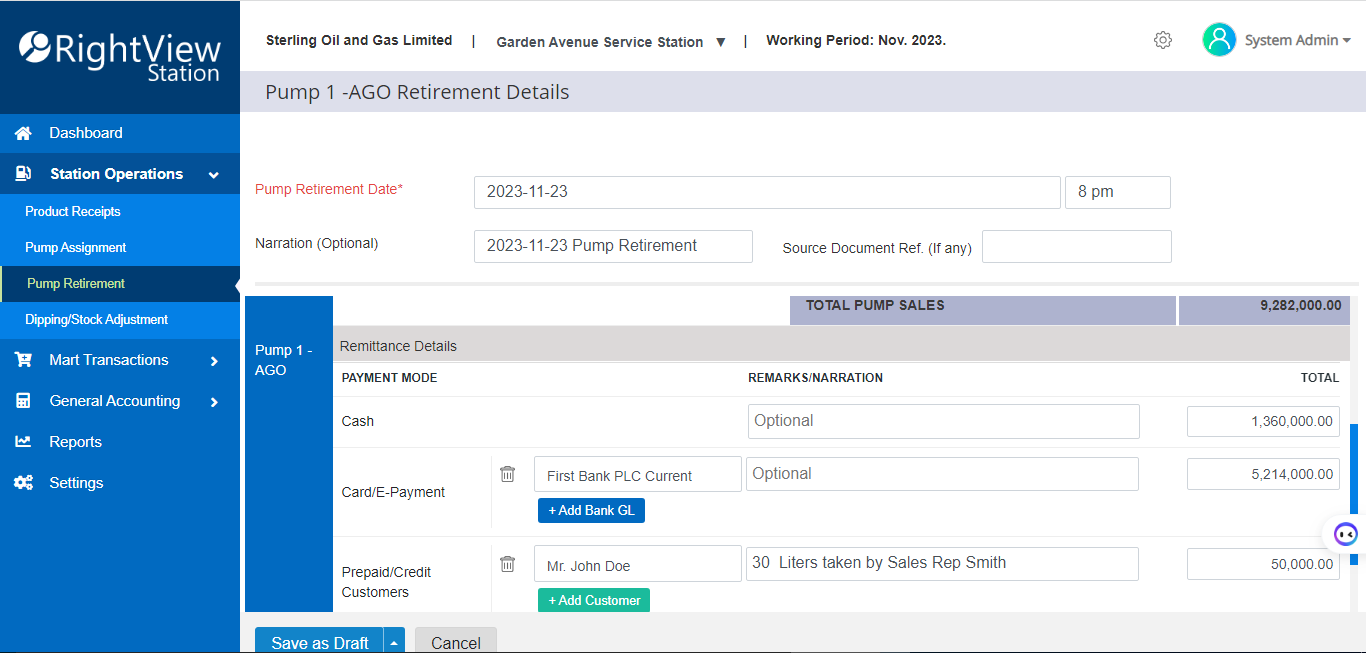 RightView
Station
Sterling Oil and Gas Limited | Garden Avenue Service Station ▼ | Working Period: Nov. 2023.
System Admin
Pump 1 -AGO Retirement Details
Dashboard
Station Operations
Product Receipts
Pump Assignment
Pump Retirement
Dipping/Stock Adjustment
Mart Transactions
General Accounting
Reports
Settings
Pump Retirement Date* 2023-11-23 8 pm
Narration (Optional) 2023-11-23 Pump Retirement Source Document Ref. (If any)
TOTAL PUMP SALES 9,282,000.00
Pump 1 -
AGO
Remittance Details
PAYMENT MODE REMARKS/NARRATION TOTAL
Cash Optional 1,360,000.00
Card/E-Payment First Bank PLC Current Optional 5,214,000.00
+ Add Bank GL
Prepaid/Credit
Customers
Mr. John Doe 30  Liters taken by Sales Rep Smith 50,000.00
+ Add Customer
Save as Draft Cancel